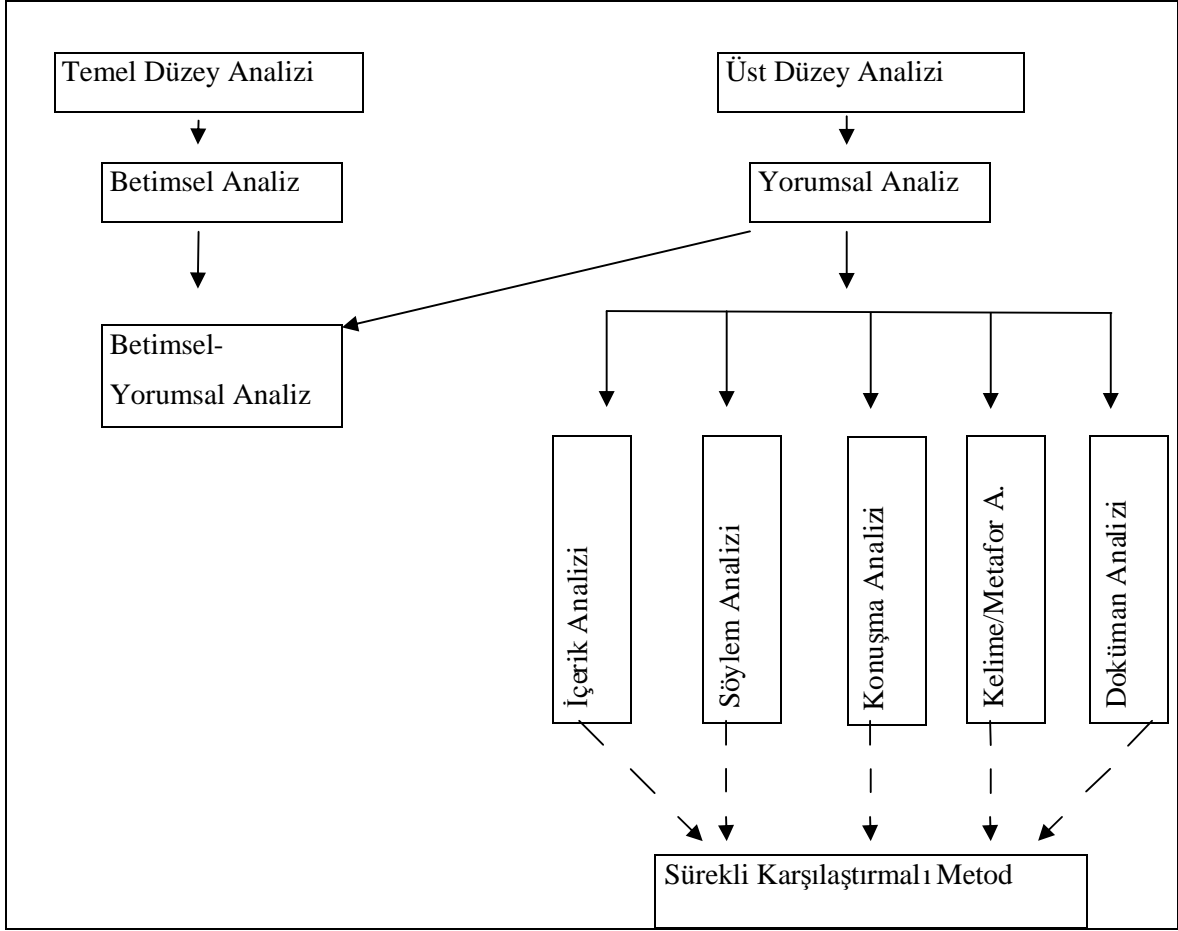 Temel Düzey Analizi
Üst Düzey Analizi
Betimsel Analiz
Yorumsal Analiz
Betimsel-
Yorumsal Analiz
İçerik Analizi
Söylem Analizi
Konuşma Analizi
Kelime/Metafor A.
Doküman Analizi
Sürekli Karşılaştırmalı Metod